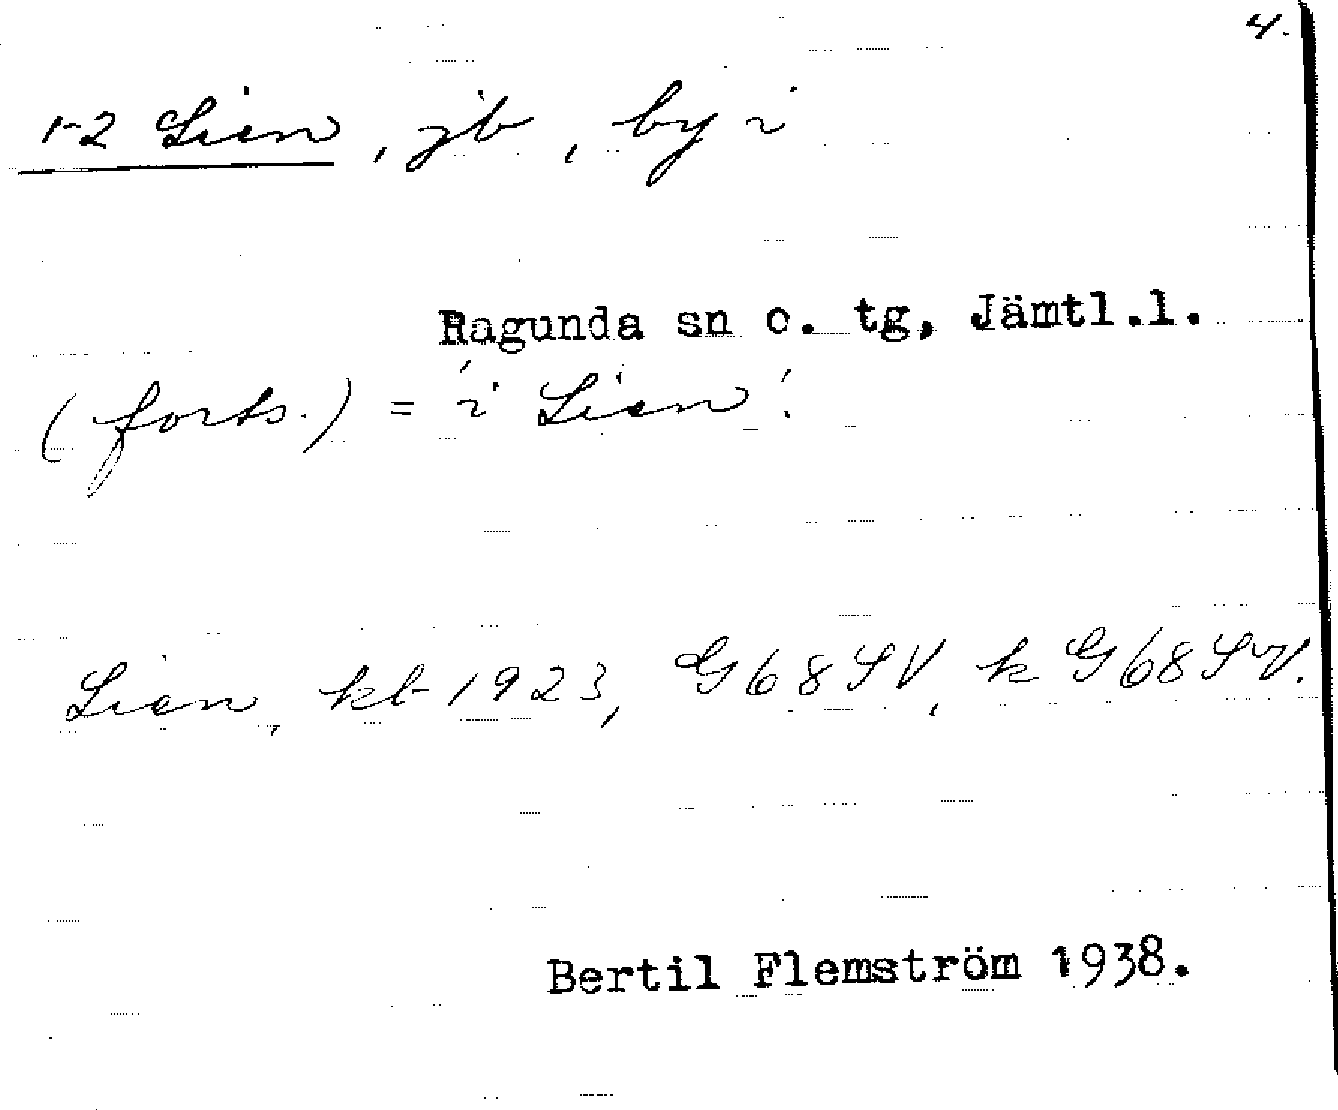 4.
1-2 Lien, jb, by i
Ragunda sn o. tg, Jämtl.l.
(forts.) = 'i Lien'.
Lien, kb 1923, G68SV, k G68SV.
Bertil Flemström 1938.